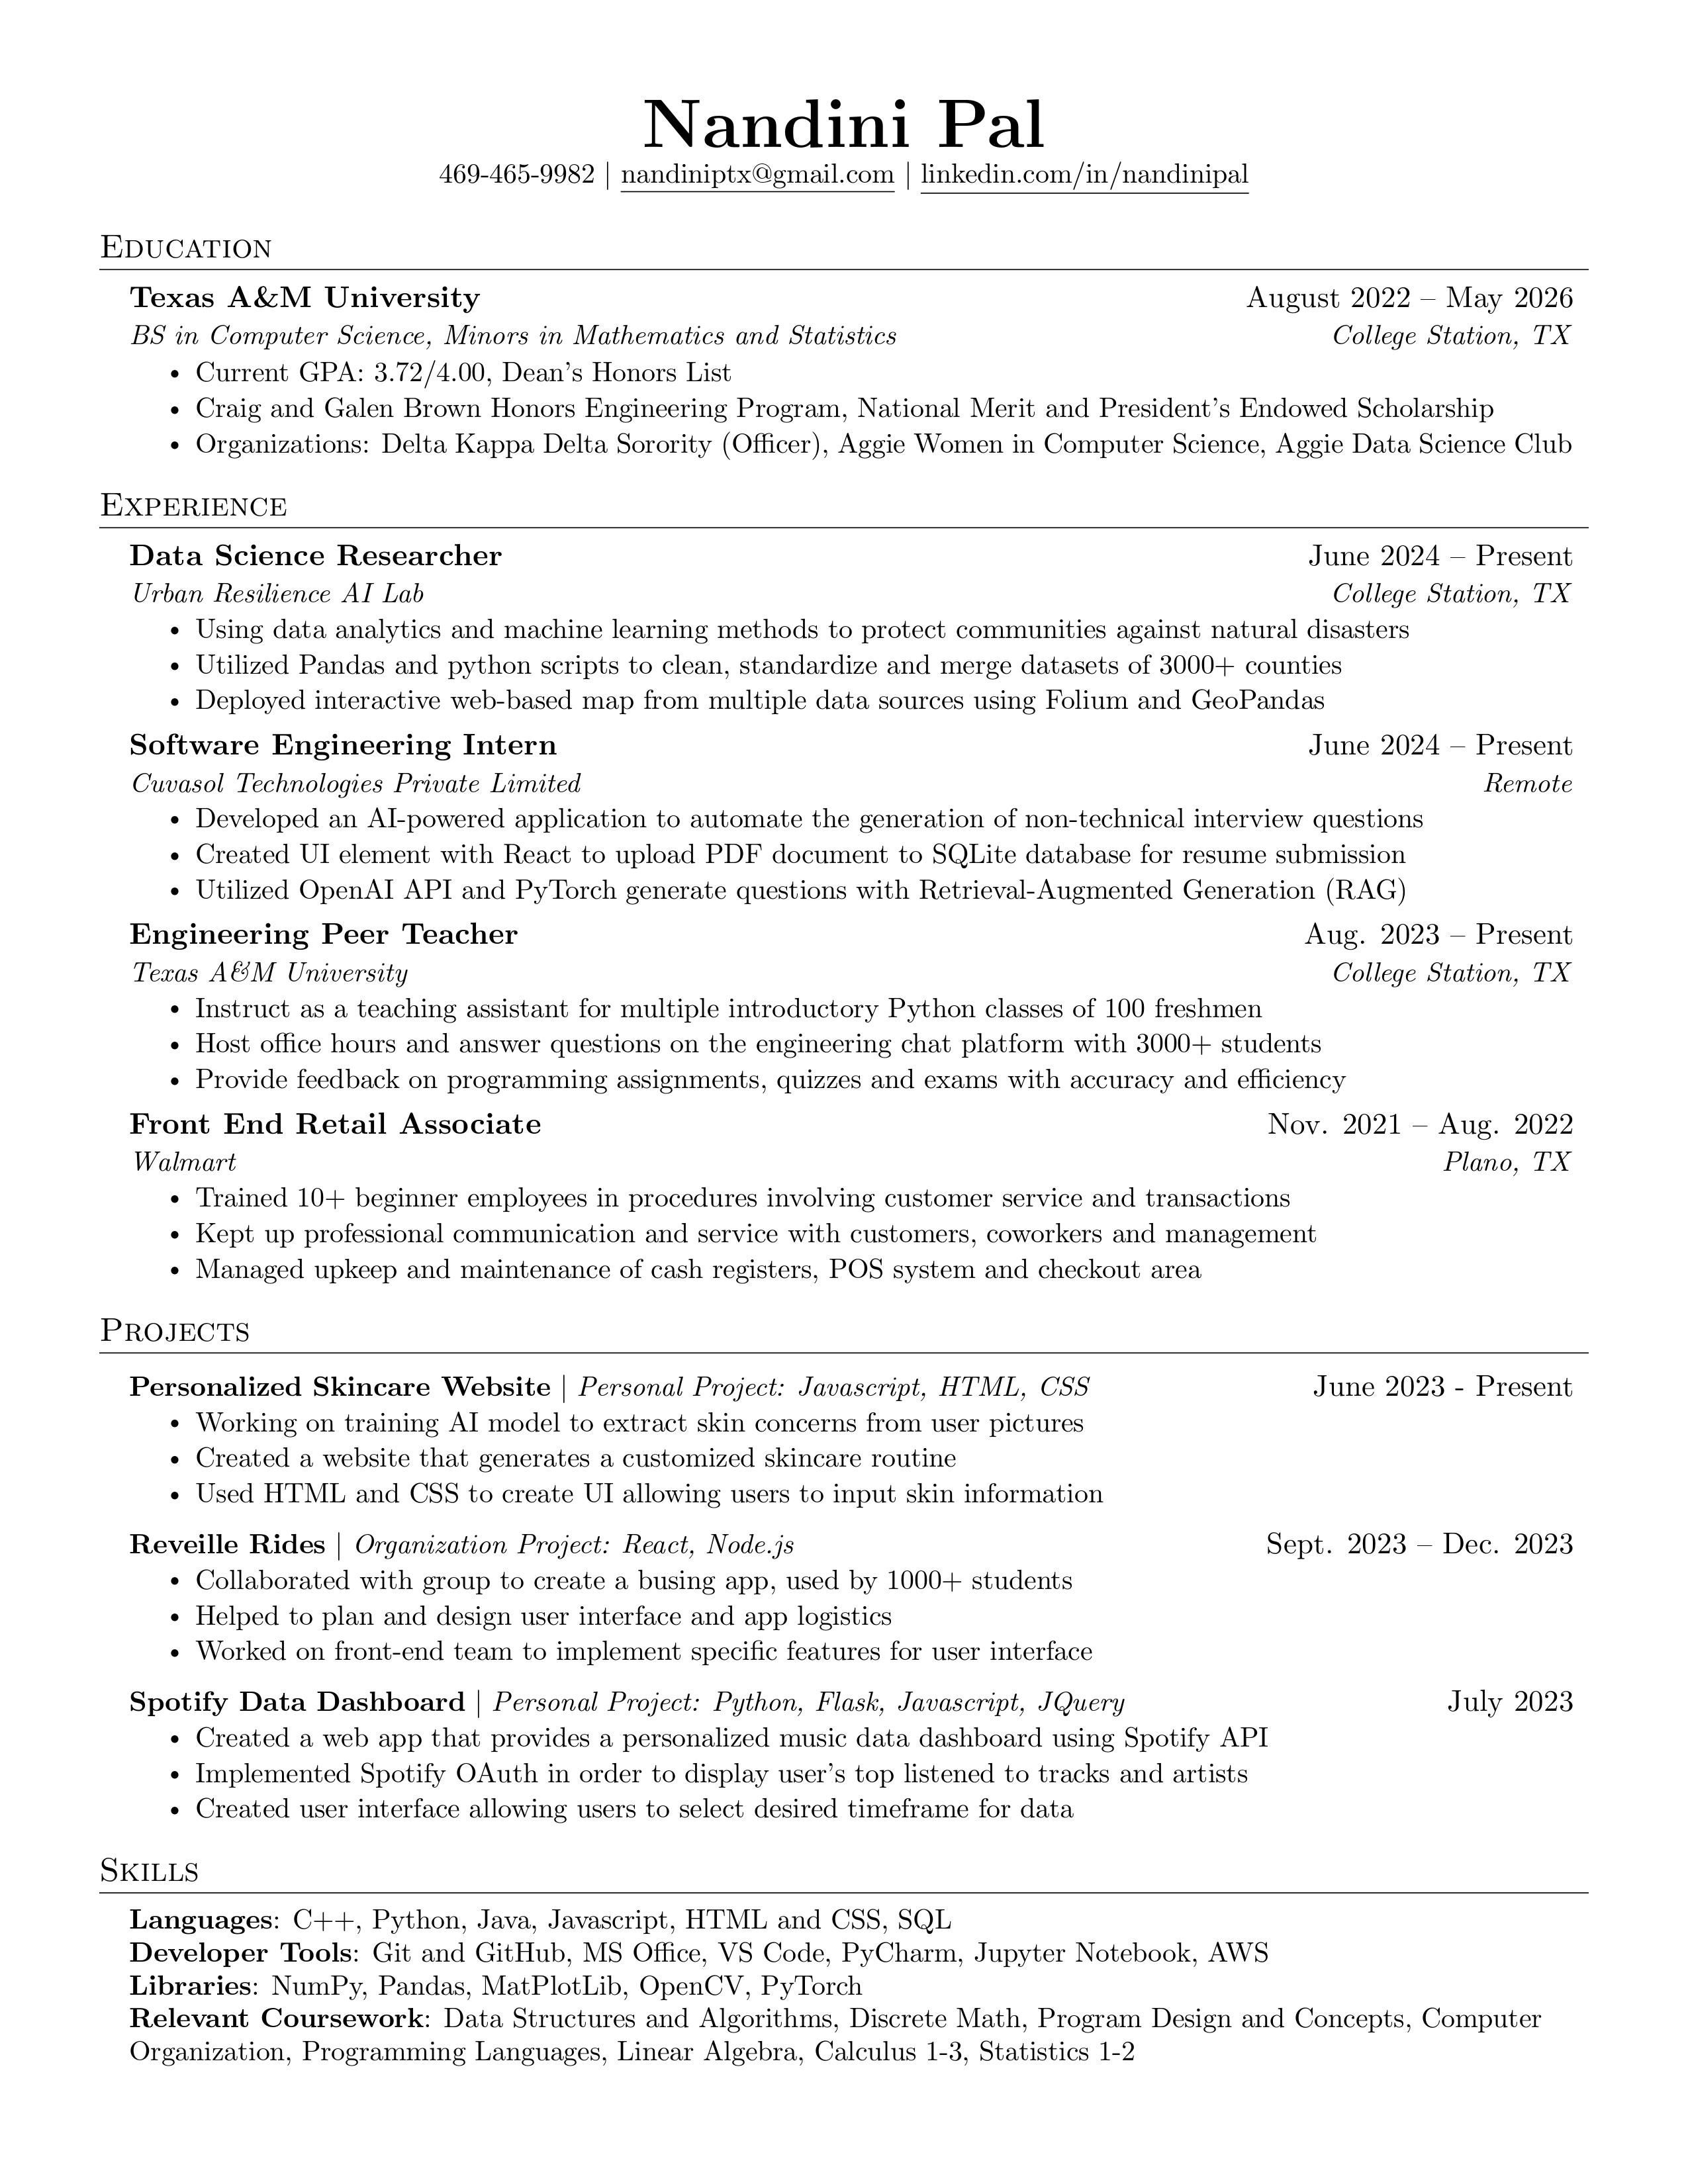 Nandini Pal
469-465-9982 | nandiniptx@gmail.com | linkedin.com/in/nandinipal
Education
Texas A&M University August 2022 – May 2026
BS in Computer Science, Minors in Mathematics and Statistics College Station, TX
• Current GPA: 3.72/4.00, Dean's Honors List
• Craig and Galen Brown Honors Engineering Program, National Merit and President's Endowed Scholarship
• Organizations: Delta Kappa Delta Sorority (Officer), Aggie Women in Computer Science, Aggie Data Science Club
Experience
Data Science Researcher June 2024 – Present
Urban Resilience AI Lab College Station, TX
• Using data analytics and machine learning methods to protect communities against natural disasters
• Utilized Pandas and python scripts to clean, standardize and merge datasets of 3000+ counties
• Deployed interactive web-based map from multiple data sources using Folium and GeoPandas
Software Engineering Intern June 2024 – Present
Cuvasol Technologies Private Limited Remote
• Developed an AI-powered application to automate the generation of non-technical interview questions
• Created UI element with React to upload PDF document to SQLite database for resume submission
• Utilized OpenAI API and PyTorch generate questions with Retrieval-Augmented Generation (RAG)
Engineering Peer Teacher Aug. 2023 – Present
Texas A&M University College Station, TX
• Instruct as a teaching assistant for multiple introductory Python classes of 100 freshmen
• Host office hours and answer questions on the engineering chat platform with 3000+ students
• Provide feedback on programming assignments, quizzes and exams with accuracy and efficiency
Front End Retail Associate Nov. 2021 – Aug. 2022
Walmart Plano, TX
• Trained 10+ beginner employees in procedures involving customer service and transactions
• Kept up professional communication and service with customers, coworkers and management
• Managed upkeep and maintenance of cash registers, POS system and checkout area
Projects
Personalized Skincare Website | Personal Project: Javascript, HTML, CSS June 2023 - Present
• Working on training AI model to extract skin concerns from user pictures
• Created a website that generates a customized skincare routine
• Used HTML and CSS to create UI allowing users to input skin information
Reveille Rides | Organization Project: React, Node.js Sept. 2023 – Dec. 2023
• Collaborated with group to create a busing app, used by 1000+ students
• Helped to plan and design user interface and app logistics
• Worked on front-end team to implement specific features for user interface
Spotify Data Dashboard | Personal Project: Python, Flask, Javascript, JQuery July 2023
• Created a web app that provides a personalized music data dashboard using Spotify API
• Implemented Spotify OAuth in order to display user's top listened to tracks and artists
• Created user interface allowing users to select desired timeframe for data
Skills
Languages: C++, Python, Java, Javascript, HTML and CSS, SQL
Developer Tools: Git and GitHub, MS Office, VS Code, PyCharm, Jupyter Notebook, AWS
Libraries: NumPy, Pandas, MatPlotLib, OpenCV, PyTorch
Relevant Coursework: Data Structures and Algorithms, Discrete Math, Program Design and Concepts, Computer
Organization, Programming Languages, Linear Algebra, Calculus 1-3, Statistics 1-2